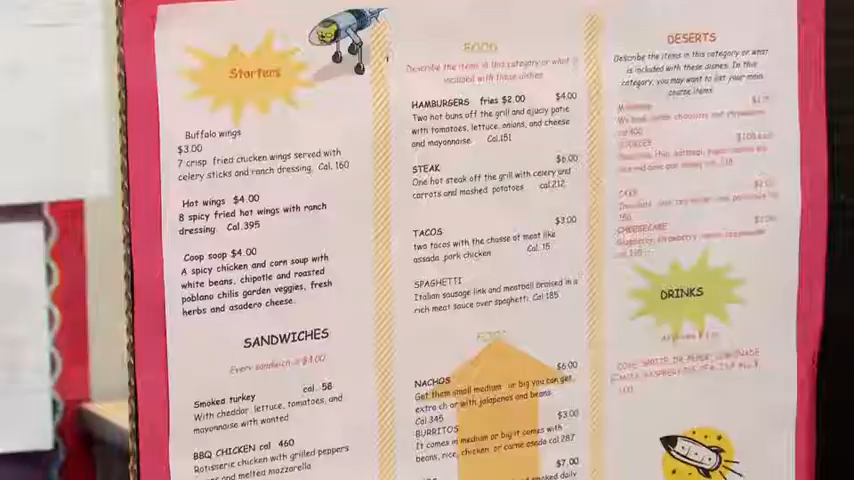 Starters
Buffalo wings
$3.00
7 crisp fried chicken wings served with
celery sticks and ranch dressing. Cal. 160
Hot wings $4.00
8 spicy fried hot wings with ranch
dressing Cal.395
Coop soop $4.00
A spicy chicken and corn soup with
white beans, chipotle and roasted
poblano chilis garden veggies, fresh
herbs and asadero cheese.
SANDWICHES
Every sandwich is $3.00
Smoked turkey cal. 58
With cheddar, lettuce, tomatoes, and
mayonnaise with wanted
BBQ CHICKEN cal 460
Rotisserie chicken with grilled peppers
and melted mozzarella
FOOD
Describe the items in this category or what is
included with these dishes
HAMBURGERS fries $2.00 $4.00
Two hot buns off the grill and a juicy patie
with tomatoes, lettuce, onions, and cheese
and mayonnaise Cal.151
STEAK $6.00
One hot steak off the grill with celery and
carrots and mashed potatoes cal.212
TACOS $3.00
two tacos with the chosse of meat like
assada pork chicken Cal. 15
SPAGHETTI
Italian sausage link and meatball braised in a
rich meat sauce over spaghetti. Cal 185
FOOD
NACHOS $6.00
Get them small medium or big you can get
extra ch or with jalapenos and beans
Cal.345
BURRITOS $3.00
It comes in medium or big it comes with
beans, rice, chicken or carne asada cal 287
$7.00
smoked daily
DESERTS
Describe the items in this category or what
is included with these dishes. In this
category, you may want to list your main
course items.
CAKE
CHEESECAKE
DRINKS
LEMONADE